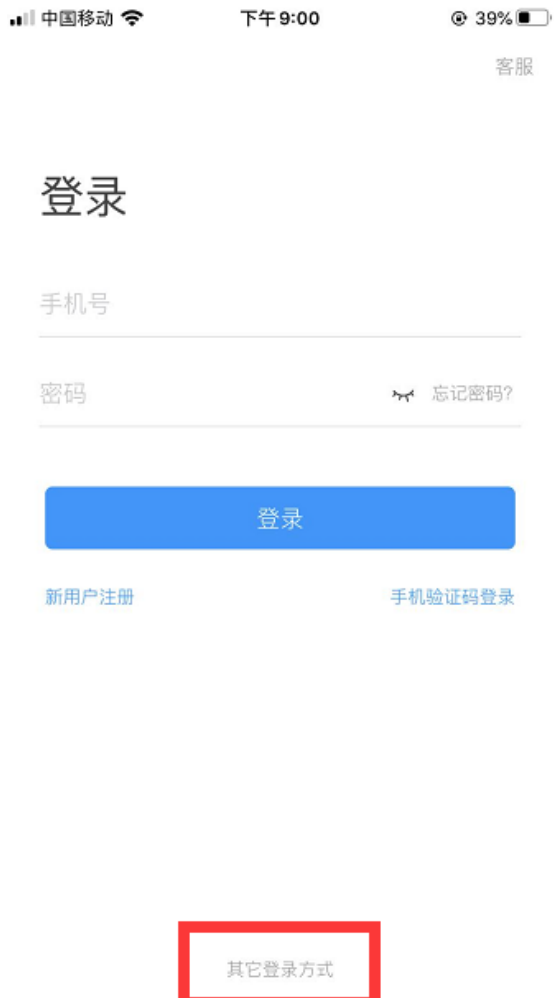 中国移动 下午9:00 39%
客服
登录
手机号
密码 忘记密码?
登录
新用户注册 手机验证码登录
其它登录方式